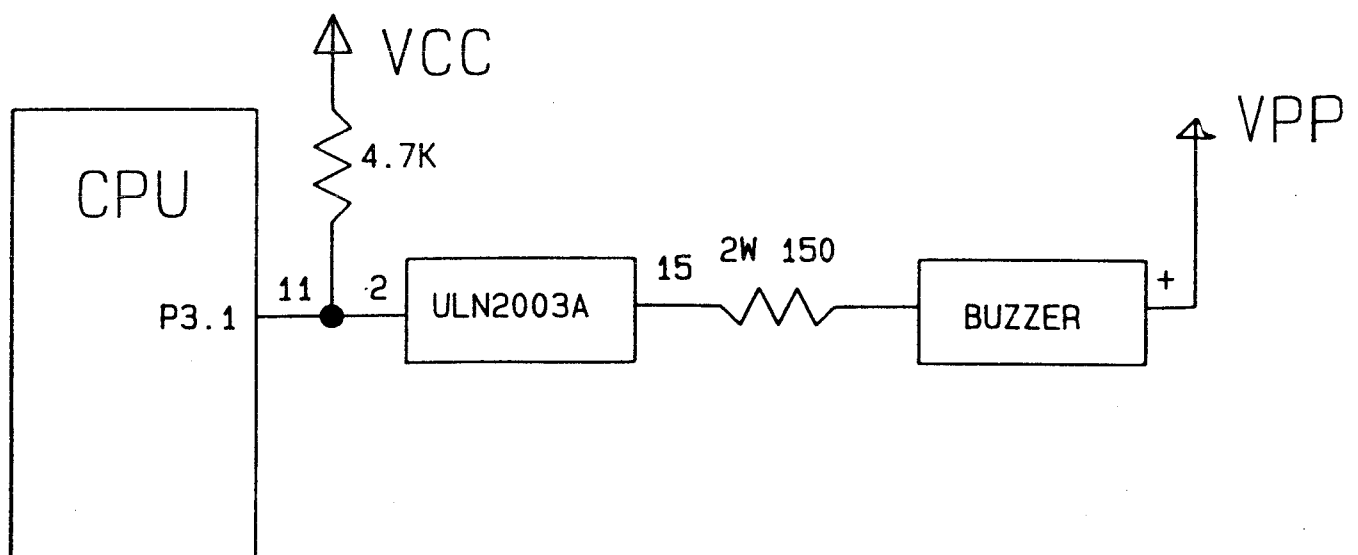 VCC
VPP
4.7K
CPU
2W 150
11
2
15
+
P3.1
ULN2003A
BUZZER